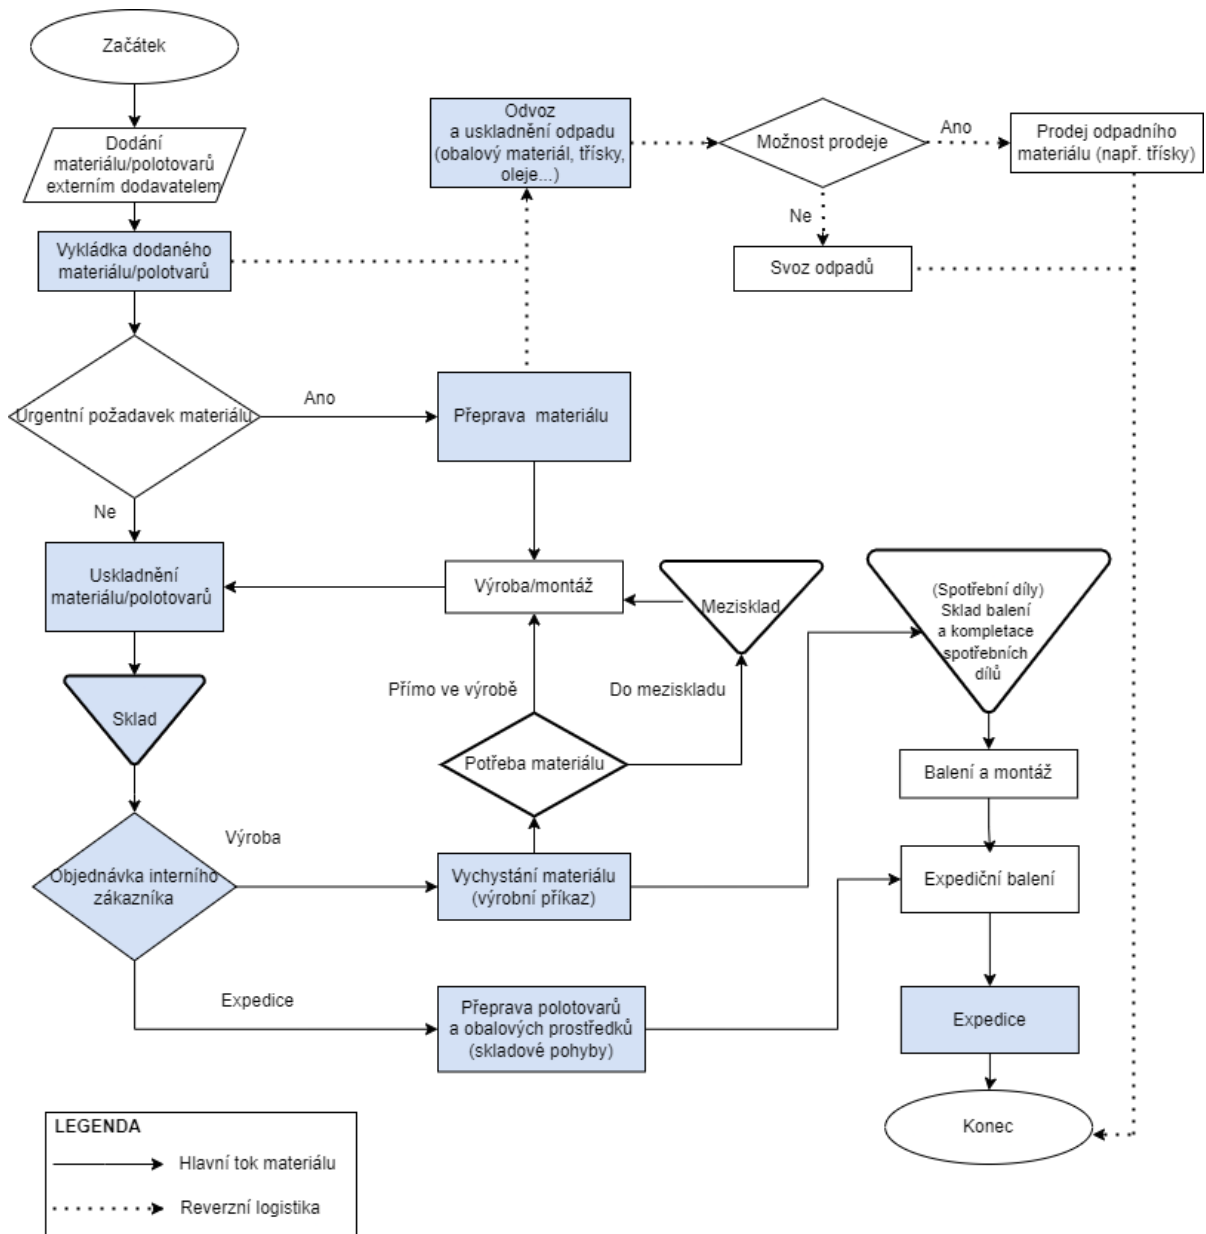 Začátek
Dodání
materiálu/polotovarů
externím dodavatelem
Vykládka dodaného
materiálu/polotvarů
Odvoz
a uskladnění odpadu
(obalový materiál, třísky,
oleje...)
Možnost prodeje
Ano
Prodej odpadního
materiálu (např. třísky)
Ne
Svoz odpadů
Urgentní požadavek materiálu
Ano
Přeprava materiálu
Ne
Uskladnění
materiálu/polotovarů
Výroba/montáž
Mezisklad
(Spotřební díly)
Sklad balení
a kompletace
spotřebních
dílů
Sklad
Přímo ve výrobě
Do meziskladu
Potřeba materiálu
Balení a montáž
Objednávka interního
zákazníka
Výroba
Vychystání materiálu
(výrobní příkaz)
Expediční balení
Expedice
Přeprava polotovarů
a obalových prostředků
(skladové pohyby)
Expedice
Konec
LEGENDA
Hlavní tok materiálu
Reverzní logistika